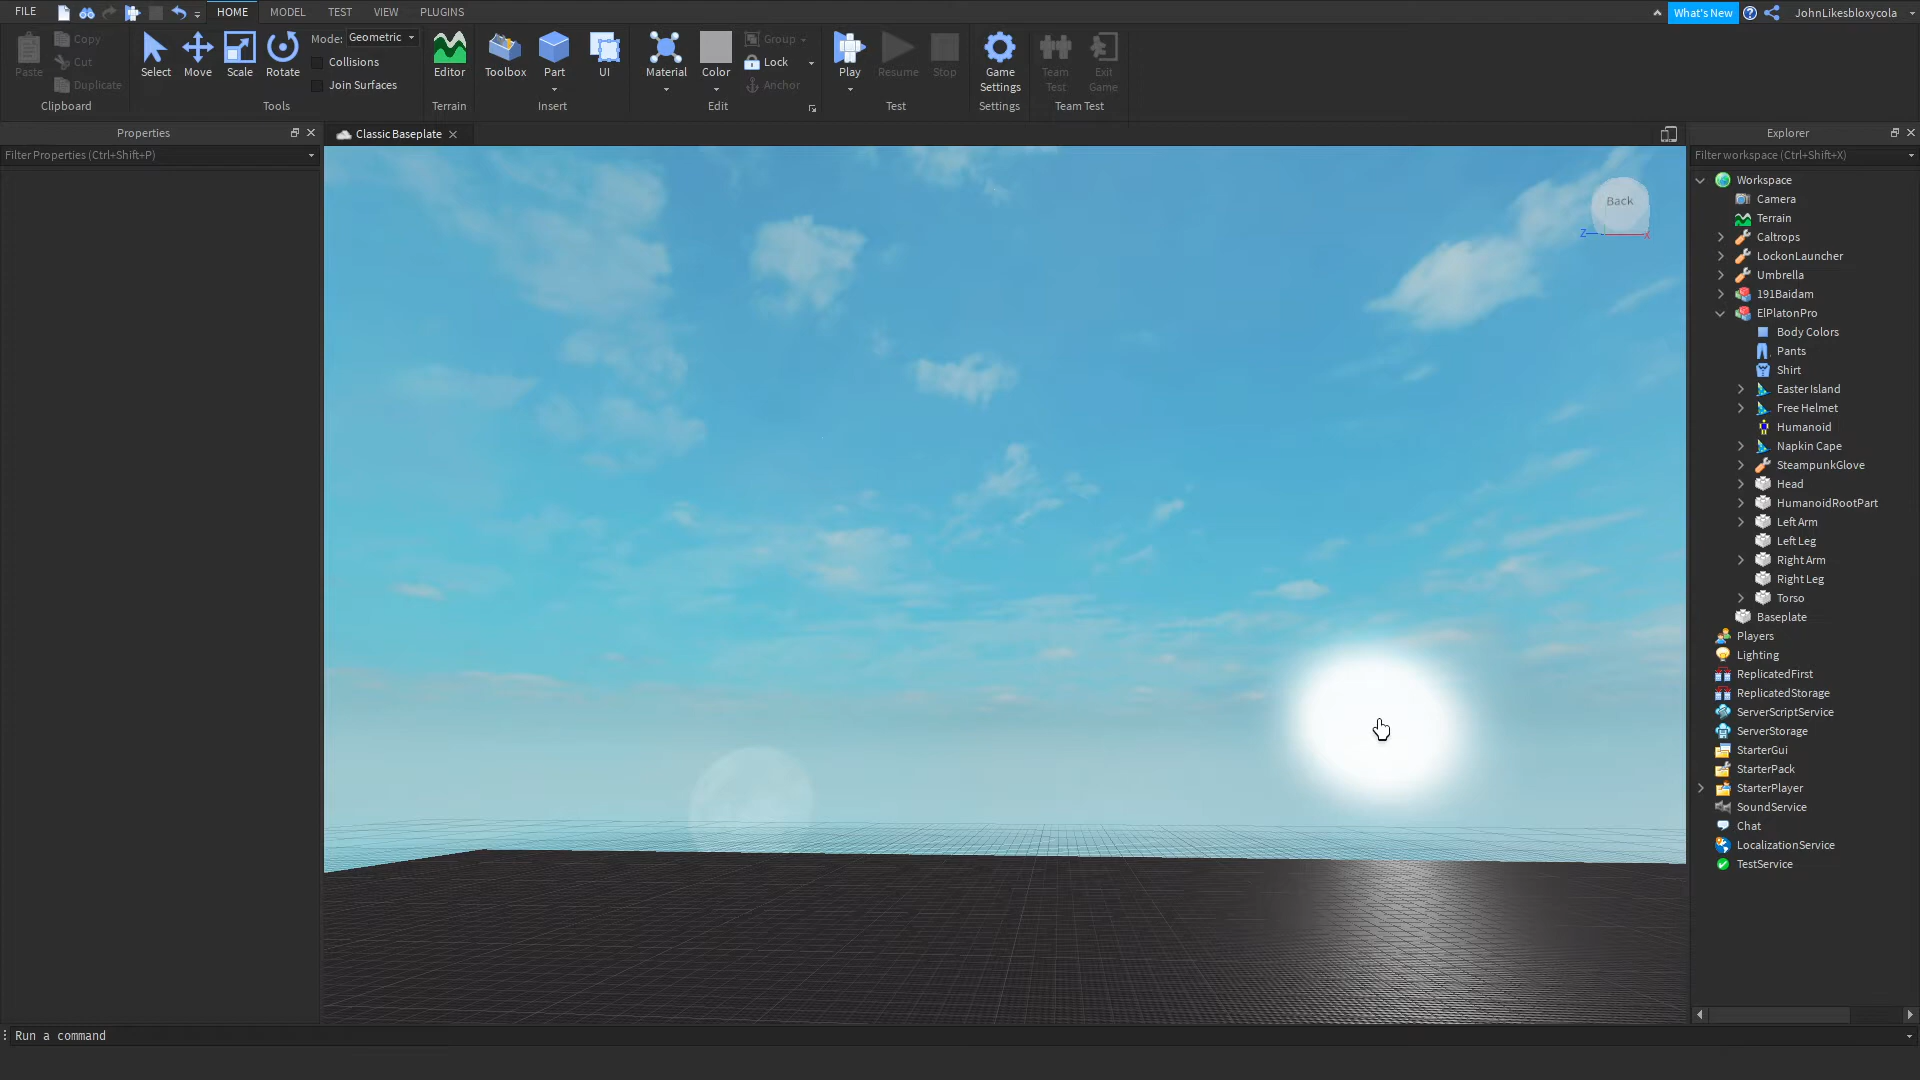 FILE
HOME
MODEL
TEST
VIEW
PLUGINS
What's New
JohnLikesbloxycola
Paste
Copy
Cut
Duplicate
Clipboard
Select
Move
Scale
Rotate
Mode: Geometric
Collisions
Join Surfaces
Tools
Editor
Terrain
Toolbox
Part
UI
Insert
Material
Color
Group
Lock
Anchor
Edit
Play
Resume
Stop
Test
Game
Settings
Settings
Team
Test
Exit
Game
Team Test
Properties
Filter Properties (Ctrl+Shift+P)
Classic Baseplate
Back
Z
X
Explorer
Filter workspace (Ctrl+Shift+X)
Workspace
Camera
Terrain
Caltrops
LockonLauncher
Umbrella
191Baidam
ElPlatonPro
Body Colors
Pants
Shirt
Easter Island
Free Helmet
Humanoid
Napkin Cape
SteampunkGlove
Head
HumanoidRootPart
Left Arm
Left Leg
Right Arm
Right Leg
Torso
Baseplate
Players
Lighting
ReplicatedFirst
ReplicatedStorage
ServerScriptService
ServerStorage
StarterGui
StarterPack
StarterPlayer
SoundService
Chat
LocalizationService
TestService
Run a command